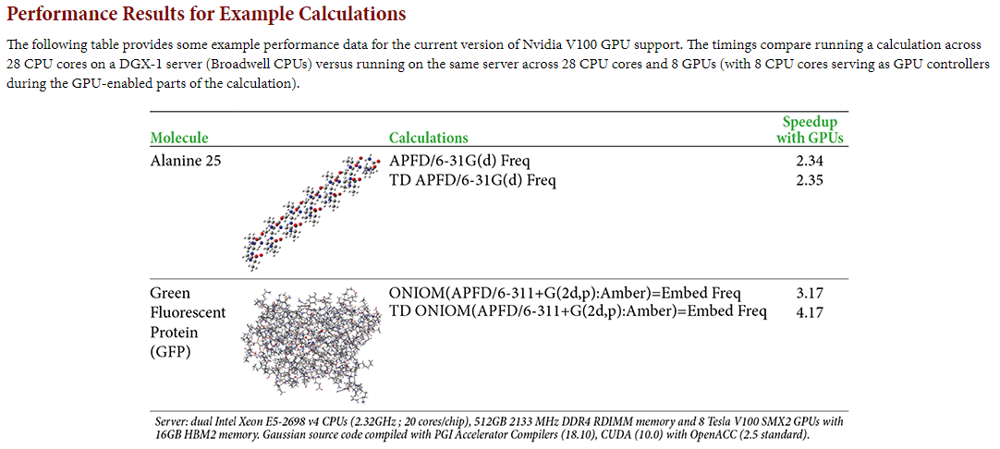 Performance Results for Example Calculations
The following table provides some example performance data for the current version of Nvidia V100 GPU support. The timings compare running a calculation across
28 CPU cores on a DGX-1 server (Broadwell CPUs) versus running on the same server across 28 CPU cores and 8 GPUs (with 8 CPU cores serving as GPU controllers
during the GPU-enabled parts of the calculation).
Molecule Calculations Speedup with GPUs
Alanine 25 APFD/6-31G(d) Freq 2.34
TD APFD/6-31G(d) Freq 2.35
Green ONIOM(APFD/6-311+G(2d,p):Amber)=Embed Freq 3.17
Fluorescent TD ONIOM(APFD/6-311+G(2d,p):Amber)=Embed Freq 4.17
Protein
(GFP)
Server: dual Intel Xeon E5-2698 v4 CPUs (2.32GHz ; 20 cores/chip), 512GB 2133 MHz DDR4 RDIMM memory and 8 Tesla V100 SMX2 GPUs with
16GB HBM2 memory. Gaussian source code compiled with PGI Accelerator Compilers (18.10), CUDA (10.0) with OpenACC (2.5 standard).